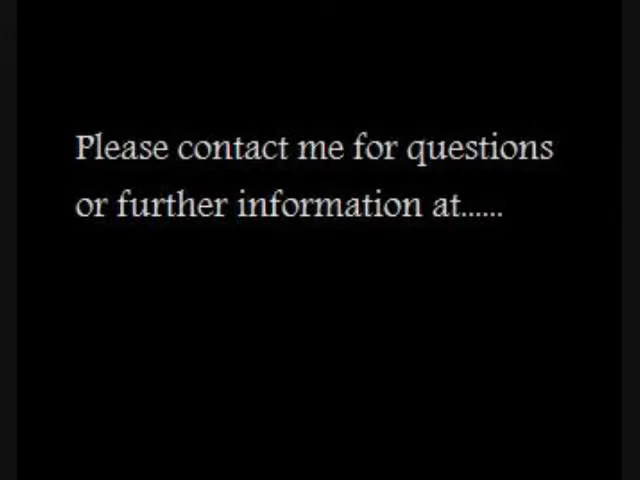 Please contact me for questions
or further information at......